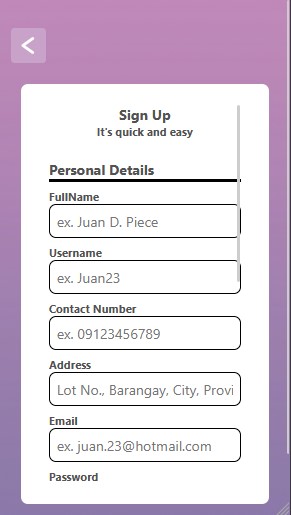 Sign Up
It's quick and easy
Personal Details
FullName
ex. Juan D. Piece
Username
ex. Juan23
Contact Number
ex. 09123456789
Address
Lot No., Barangay, City, Provi
Email
ex. juan.23@hotmail.com
Password